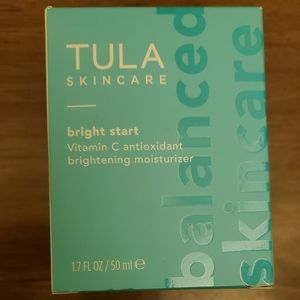 TULA
SKINCARE
bright start
Vitamin C antioxidant
brightening moisturizer
1.7 FL OZ / 50 ml ℮
balanced
skincare